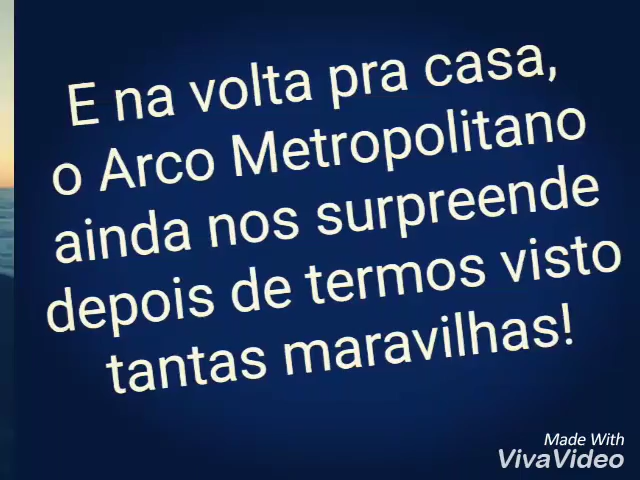 E na volta pra casa,
o Arco Metropolitano
ainda nos surpreende
depois de termos visto
tantas maravilhas!
Made With
VivaVideo